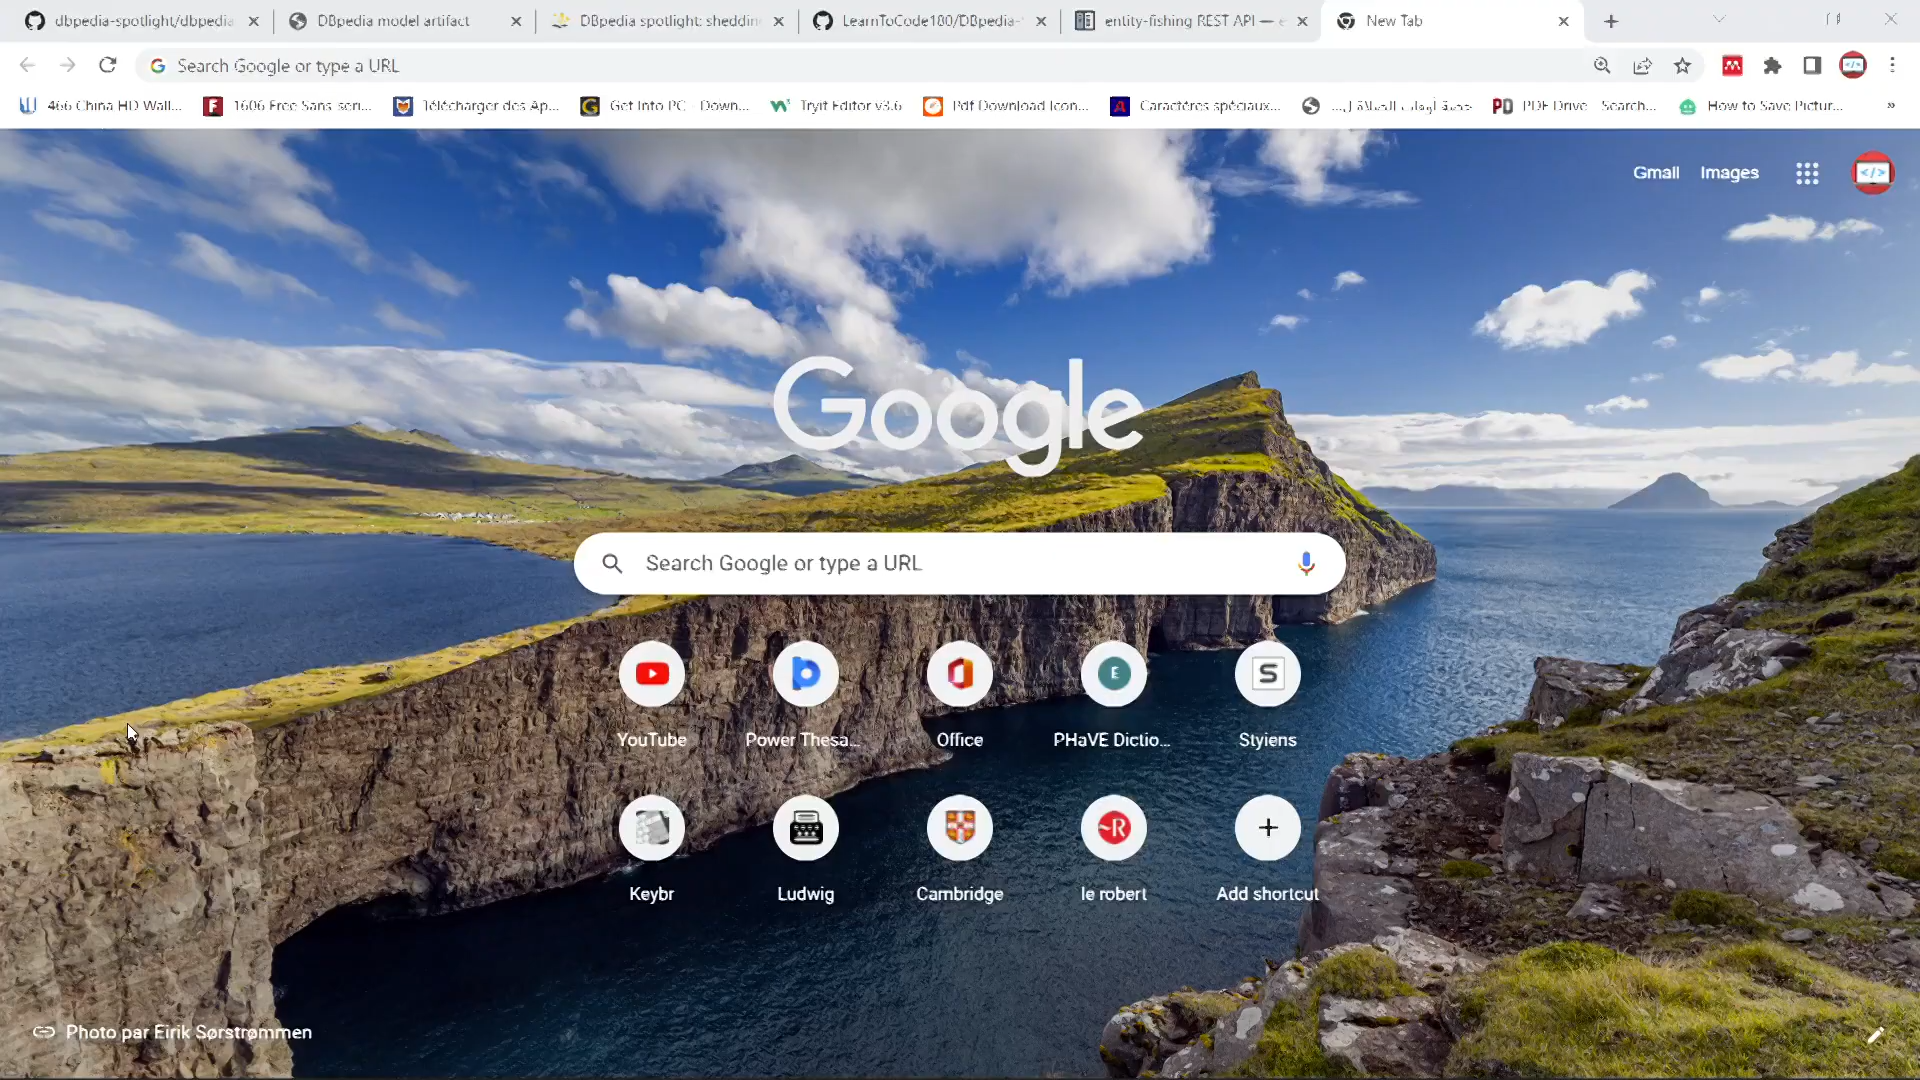 dbpedia-spotlight/dbpedia
DBpedia model artifact
DBpedia spotlight: sheddin
LearnToCode180/DBpedia-
entity-fishing REST API — e
New Tab
Search Google or type a URL
466 China HD Wall...
1606 Free Sans-seri...
Télécharger des Ap...
Get Into PC - Down...
Tryit Editor v3.6
Pdf Download Icon...
Caractères spéciaux...
PDF Drive - Search...
How to Save Pictur...
»
Gmail
Images
Google
Search Google or type a URL
YouTube
Power Thesa...
Office
PHaVE Dictio...
Styiens
Keybr
Ludwig
Cambridge
le robert
Add shortcut
Photo par Eirik Sørstrømmen